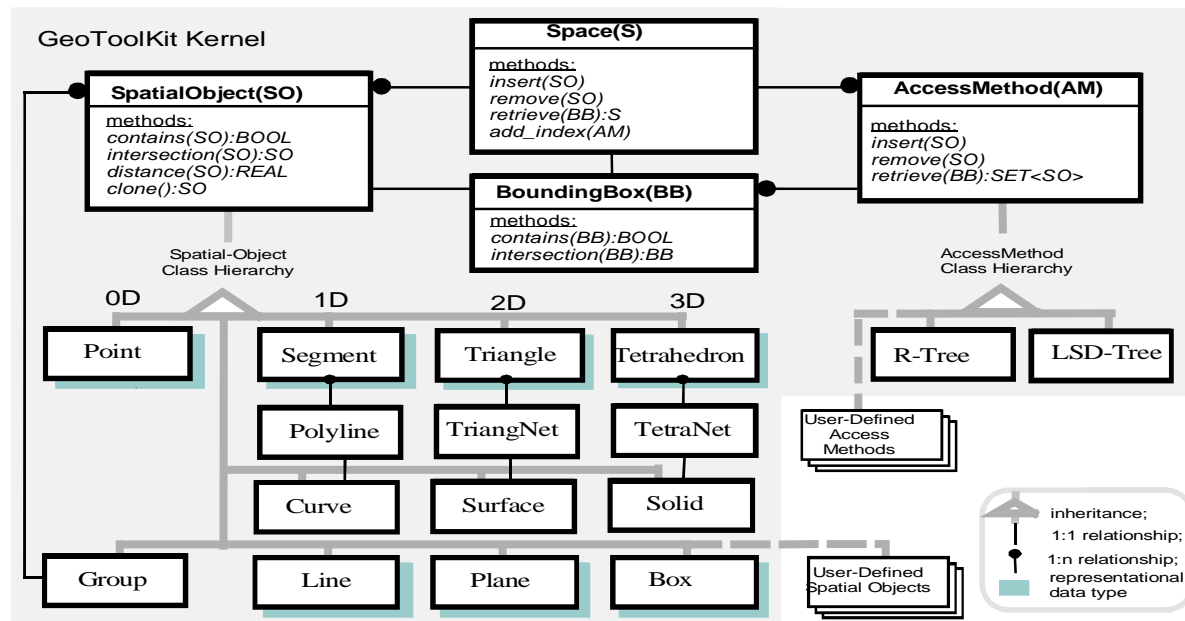 GeoToolKit Kernel
Space(S)
methods:
insert(SO)
remove(SO)
retrieve(BB):S
add_index(AM)
SpatialObject(SO)
methods:
contains(SO):BOOL
intersection(SO):SO
distance(SO):REAL
clone():SO
AccessMethod(AM)
methods:
insert(SO)
remove(SO)
retrieve(BB):SET<SO>
BoundingBox(BB)
methods:
contains(BB):BOOL
intersection(BB):BB
Spatial-Object
Class Hierarchy
AccessMethod
Class Hierarchy
0D
1D
2D
3D
Point
Segment
Triangle
Tetrahedron
R-Tree
LSD-Tree
Polyline
TriangNet
TetraNet
User-Defined
Access
Methods
Curve
Surface
Solid
Group
Line
Plane
Box
User-Defined
Spatial Objects
inheritance;
1:1 relationship;
1:n relationship;
representational
data type